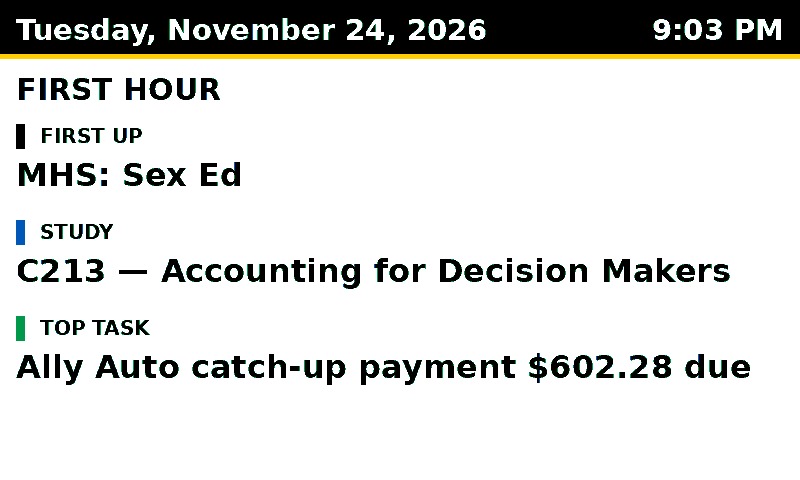 Tuesday, November 24, 2026 9:03 PM
FIRST HOUR
FIRST UP
MHS: Sex Ed
STUDY
C213 — Accounting for Decision Makers
TOP TASK
Ally Auto catch-up payment $602.28 due